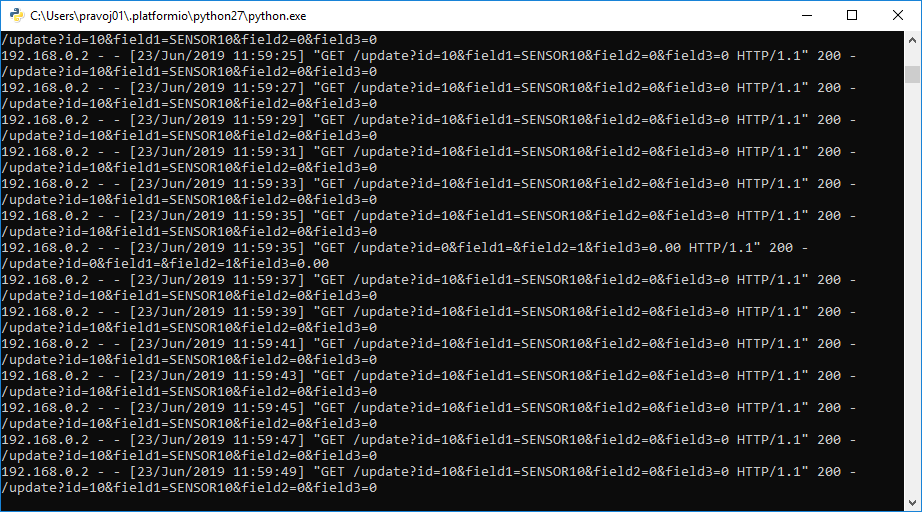 C:\Users\pravoj01\.platformio\python27\python.exe
/update?id=10&field1=SENSOR10&field2=0&field3=0
192.168.0.2 - - [23/Jun/2019 11:59:25] "GET /update?id=10&field1=SENSOR10&field2=0&field3=0 HTTP/1.1" 200 -
/update?id=10&field1=SENSOR10&field2=0&field3=0
192.168.0.2 - - [23/Jun/2019 11:59:27] "GET /update?id=10&field1=SENSOR10&field2=0&field3=0 HTTP/1.1" 200 -
/update?id=10&field1=SENSOR10&field2=0&field3=0
192.168.0.2 - - [23/Jun/2019 11:59:29] "GET /update?id=10&field1=SENSOR10&field2=0&field3=0 HTTP/1.1" 200 -
/update?id=10&field1=SENSOR10&field2=0&field3=0
192.168.0.2 - - [23/Jun/2019 11:59:31] "GET /update?id=10&field1=SENSOR10&field2=0&field3=0 HTTP/1.1" 200 -
/update?id=10&field1=SENSOR10&field2=0&field3=0
192.168.0.2 - - [23/Jun/2019 11:59:33] "GET /update?id=10&field1=SENSOR10&field2=0&field3=0 HTTP/1.1" 200 -
/update?id=10&field1=SENSOR10&field2=0&field3=0
192.168.0.2 - - [23/Jun/2019 11:59:35] "GET /update?id=10&field1=SENSOR10&field2=0&field3=0 HTTP/1.1" 200 -
/update?id=10&field1=SENSOR10&field2=0&field3=0
192.168.0.2 - - [23/Jun/2019 11:59:35] "GET /update?id=0&field1=&field2=1&field3=0.00 HTTP/1.1" 200 -
/update?id=0&field1=&field2=1&field3=0.00
192.168.0.2 - - [23/Jun/2019 11:59:37] "GET /update?id=10&field1=SENSOR10&field2=0&field3=0 HTTP/1.1" 200 -
/update?id=10&field1=SENSOR10&field2=0&field3=0
192.168.0.2 - - [23/Jun/2019 11:59:39] "GET /update?id=10&field1=SENSOR10&field2=0&field3=0 HTTP/1.1" 200 -
/update?id=10&field1=SENSOR10&field2=0&field3=0
192.168.0.2 - - [23/Jun/2019 11:59:41] "GET /update?id=10&field1=SENSOR10&field2=0&field3=0 HTTP/1.1" 200 -
/update?id=10&field1=SENSOR10&field2=0&field3=0
192.168.0.2 - - [23/Jun/2019 11:59:43] "GET /update?id=10&field1=SENSOR10&field2=0&field3=0 HTTP/1.1" 200 -
/update?id=10&field1=SENSOR10&field2=0&field3=0
192.168.0.2 - - [23/Jun/2019 11:59:45] "GET /update?id=10&field1=SENSOR10&field2=0&field3=0 HTTP/1.1" 200 -
/update?id=10&field1=SENSOR10&field2=0&field3=0
192.168.0.2 - - [23/Jun/2019 11:59:47] "GET /update?id=10&field1=SENSOR10&field2=0&field3=0 HTTP/1.1" 200 -
/update?id=10&field1=SENSOR10&field2=0&field3=0
192.168.0.2 - - [23/Jun/2019 11:59:49] "GET /update?id=10&field1=SENSOR10&field2=0&field3=0 HTTP/1.1" 200 -
/update?id=10&field1=SENSOR10&field2=0&field3=0